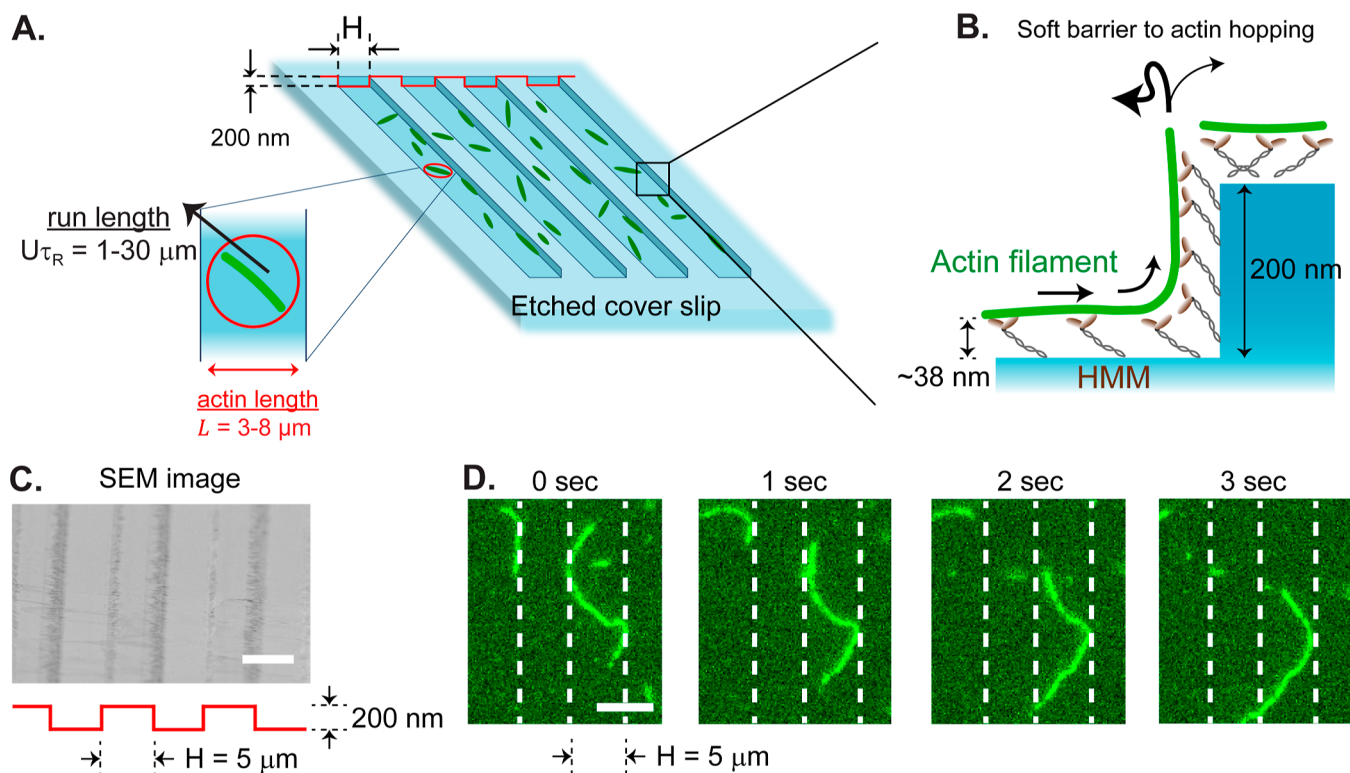 A.
H
200 nm
run length
Uτ_R = 1-30 μm
actin length
L = 3-8 μm
Etched cover slip
B.
Soft barrier to actin hopping
Actin filament
200 nm
~38 nm
HMM
C.
SEM image
200 nm
H = 5 μm
D.
0 sec
1 sec
2 sec
3 sec
H = 5 μm